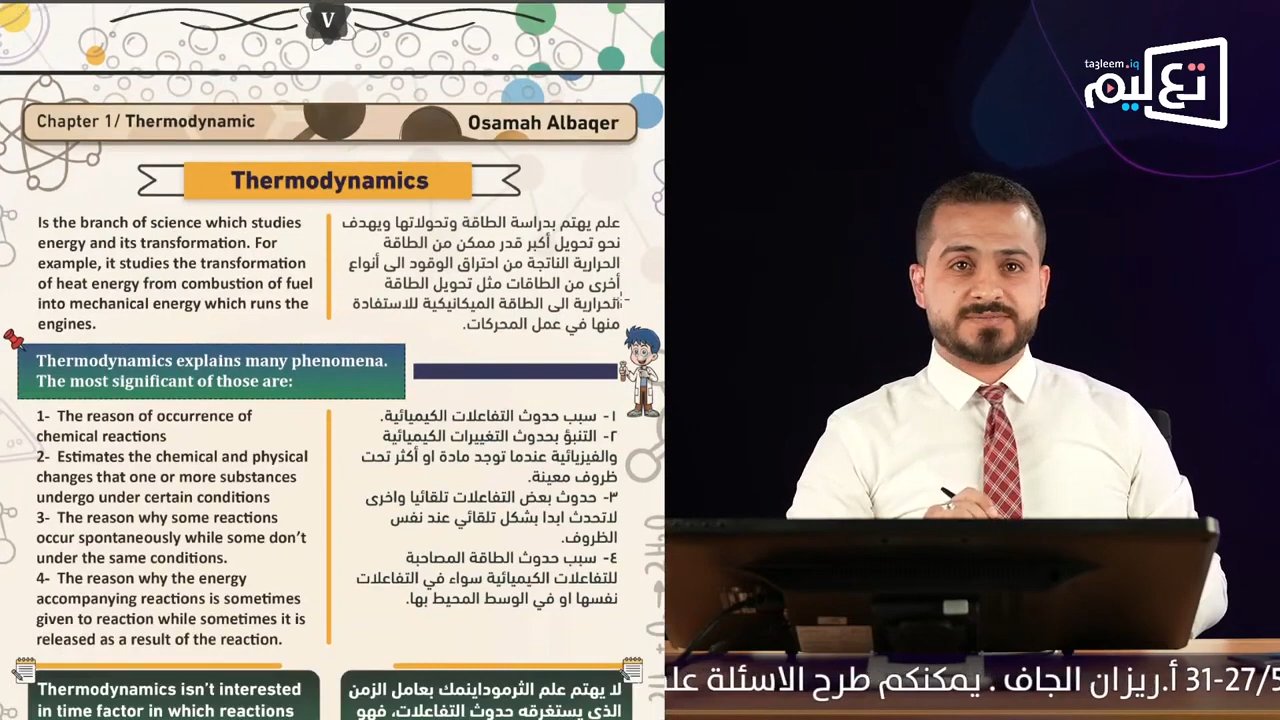 V
Chapter 1/ Thermodynamic
Osamah Albaqer
Thermodynamics
Is the branch of science which studies
energy and its transformation. For
example, it studies the transformation
of heat energy from combustion of fuel
into mechanical energy which runs the
engines.
علم يهتم بدراسة الطاقة وتحولاتها ويهدف
نحو تحويل أكبر قدر ممكن من الطاقة
الحرارية الناتجة من احتراق الوقود الى أنواع
أخرى من الطاقات مثل تحويل الطاقة
الحرارية الى الطاقة الميكانيكية للاستفادة
منها في عمل المحركات.
Thermodynamics explains many phenomena.
The most significant of those are:
1- The reason of occurrence of
chemical reactions
2- Estimates the chemical and physical
changes that one or more substances
undergo under certain conditions
3- The reason why some reactions
occur spontaneously while some don't
under the same conditions.
4- The reason why the energy
accompanying reactions is sometimes
given to reaction while sometimes it is
released as a result of the reaction.
١- سبب حدوث التفاعلات الكيميائية.
٢- التنبؤ بحدوث التغييرات الكيميائية
والفيزيائية عندما توجد مادة او أكثر تحت
ظروف معينة.
٣- حدوث بعض التفاعلات تلقائيا واخرى
لاتحدث ابدا بشكل تلقائي عند نفس
الظروف.
٤- سبب حدوث الطاقة المصاحبة
للتفاعلات الكيميائية سواء في التفاعلات
نفسها او في الوسط المحيط بها.
Thermodynamics isn't interested
in time factor in which reactions
لا يهتم علم الثرموداينمك بعامل الزمن
الذي يستغرقه حدوث التفاعلات، فهو
ta3leem.iq
تعليم
31-27/5 أ.ريزان الجاف . يمكنكم طرح الاسئلة عل